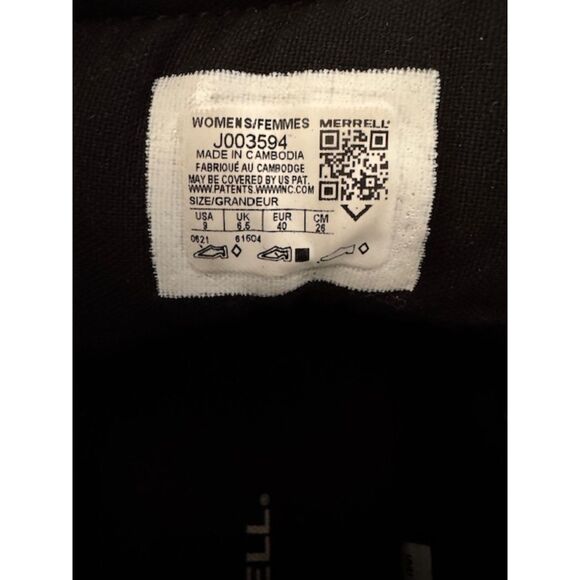 WOMENS/FEMMES MERRELL
J003594
MADE IN CAMBODIA
FABRIQUÉ AU CAMBODGE
MAY BE COVERED BY US PAT.
WWW.PATENTS.WWWINC.COM
SIZE/GRANDEUR
USA UK EUR CM
9 6.5 40 26
0621 61604
ELL.